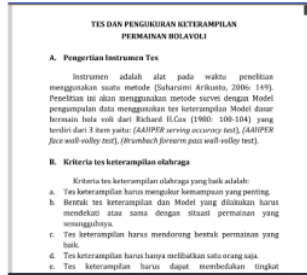 TES DAN PENGUKURAN KETERAMPILAN
PERMAINAN BOLAVOLI
A. Pengertian Instrumen Tes
Instrumen adalah alat pada waktu penelitian
menggunakan suatu metode (Suharsimi Arikunto, 2006: 149).
Penelitian ini akan menggunakan metode survei dengan Model
pengumpulan data menggunakan tes keterampilan Model dasar
bermain bola voli dari Richard H.Cox (1980: 100-104) yang
terdiri dari 3 item yaitu: (AAHPER serving accuracy test), (AAHPER
face wall-volley test), (Brumbach forearm pass wall-volley test).
B. Kriteria tes keterampilan olahraga
Kriteria tes keterampilan olahraga yang baik adalah:
a. Tes keterampilan harus mengukur kemampuan yang penting.
b. Bentuk tes keterampilan dan Model yang dilakukan harus
mendekati atau sama dengan situasi permainan yang
sesungguhnya.
c. Tes keterampilan harus mendorong bentuk permainan yang
baik.
d. Tes keterampilan harus hanya melibatkan satu orang saja.
e. Tes keterampilan harus dapat membedakan tingkat